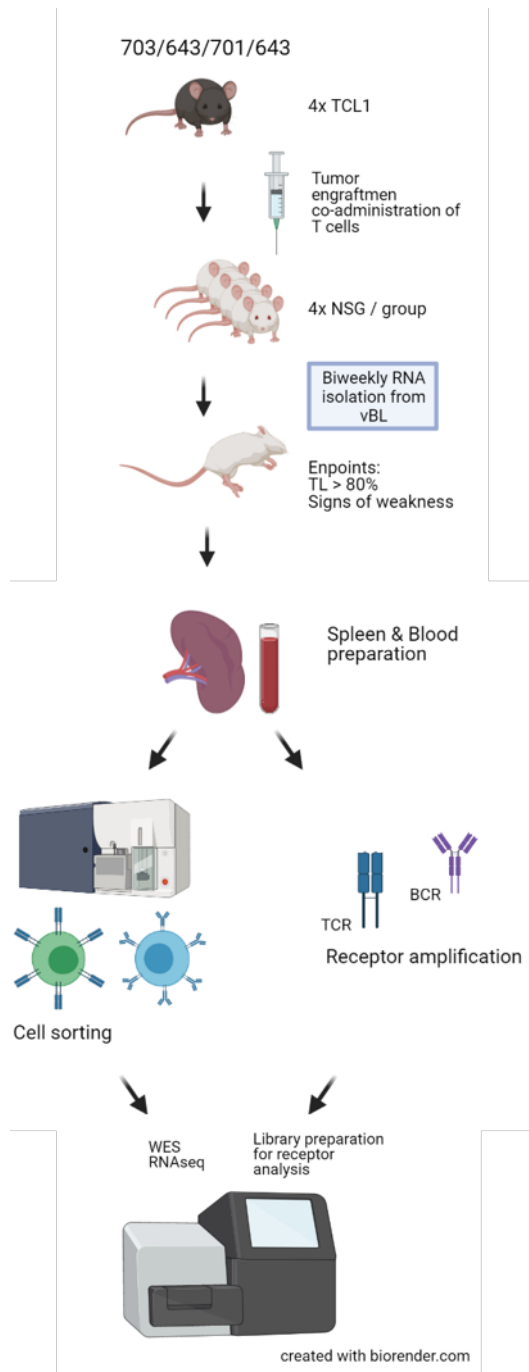 703/643/701/643
4x TCL1
Tumor
engraftmen
co-administration of
T cells
4x NSG / group
Biweekly RNA
isolation from
vBL
Enpoints:
TL > 80%
Signs of weakness
Spleen & Blood
preparation
TCR
BCR
Receptor amplification
Cell sorting
WES
RNAseq
Library preparation
for receptor
analysis
created with biorender.com